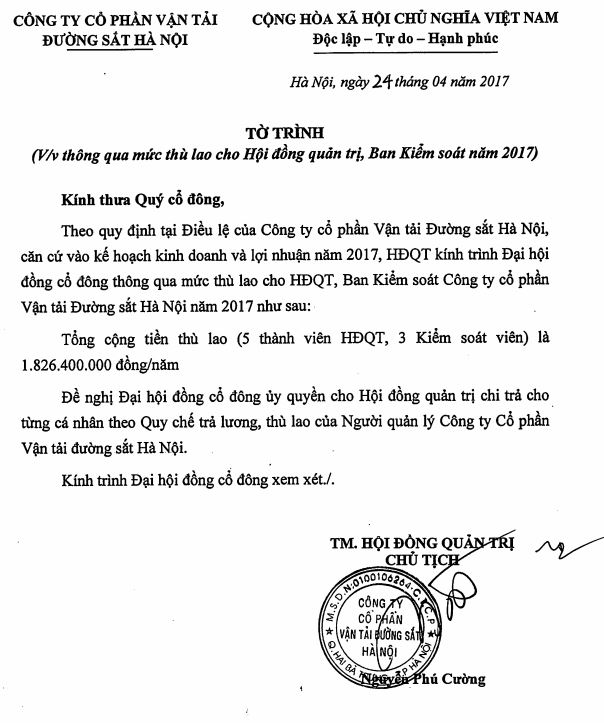 CÔNG TY CỔ PHẦN VẬN TẢI
ĐƯỜNG SẮT HÀ NỘI
CỘNG HÒA XÃ HỘI CHỦ NGHĨA VIỆT NAM
Độc lập – Tự do – Hạnh phúc
Hà Nội, ngày 24 tháng 04 năm 2017
TỜ TRÌNH
(V/v thông qua mức thù lao cho Hội đồng quản trị, Ban Kiểm soát năm 2017)
Kính thưa Quý cổ đông,
Theo quy định tại Điều lệ của Công ty cổ phần Vận tải Đường sắt Hà Nội,
căn cứ vào kế hoạch kinh doanh và lợi nhuận năm 2017, HĐQT kính trình Đại hội
đồng cổ đông thông qua mức thù lao cho HĐQT, Ban Kiểm soát Công ty cổ phần
Vận tải Đường sắt Hà Nội năm 2017 như sau:
Tổng cộng tiền thù lao (5 thành viên HĐQT, 3 Kiểm soát viên) là
1.826.400.000 đồng/năm
Đề nghị Đại hội đồng cổ đông ủy quyền cho Hội đồng quản trị chi trả cho
từng cá nhân theo Quy chế trả lương, thù lao của Người quản lý Công ty Cổ phần
Vận tải đường sắt Hà Nội.
Kính trình Đại hội đồng cổ đông xem xét./.
TM. HỘI ĐỒNG QUẢN TRỊ
CHỦ TỊCH
M.S.D.N:0100106264-C.T.C.P
CÔNG TY
CỔ PHẦN
VẬN TẢI ĐƯỜNG SẮT
HÀ NỘI
Q.HAI BÀ TRƯNG-TP HÀ NỘI
Nguyễn Phú Cường
1